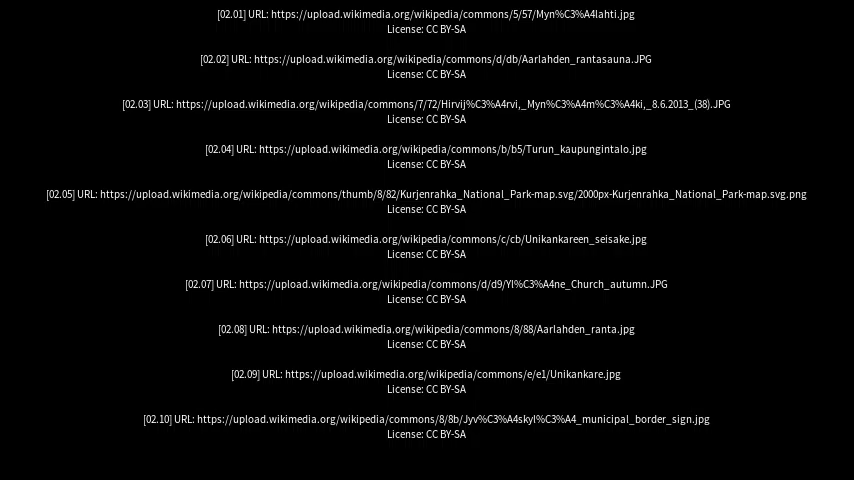 [02.01] URL: https://upload.wikimedia.org/wikipedia/commons/5/57/Myn%C3%A4lahti.jpg
License: CC BY-SA
[02.02] URL: https://upload.wikimedia.org/wikipedia/commons/d/db/Aarlahden_rantasauna.JPG
License: CC BY-SA
[02.03] URL: https://upload.wikimedia.org/wikipedia/commons/7/72/Hirvij%C3%A4rvi,_Myn%C3%A4m%C3%A4ki,_8.6.2013_(38).JPG
License: CC BY-SA
[02.04] URL: https://upload.wikimedia.org/wikipedia/commons/b/b5/Turun_kaupungintalo.jpg
License: CC BY-SA
[02.05] URL: https://upload.wikimedia.org/wikipedia/commons/thumb/8/82/Kurjenrahka_National_Park-map.svg/2000px-Kurjenrahka_National_Park-map.svg.png
License: CC BY-SA
[02.06] URL: https://upload.wikimedia.org/wikipedia/commons/c/cb/Unikankareen_seisake.jpg
License: CC BY-SA
[02.07] URL: https://upload.wikimedia.org/wikipedia/commons/d/d9/Yl%C3%A4ne_Church_autumn.JPG
License: CC BY-SA
[02.08] URL: https://upload.wikimedia.org/wikipedia/commons/8/88/Aarlahden_ranta.jpg
License: CC BY-SA
[02.09] URL: https://upload.wikimedia.org/wikipedia/commons/e/e1/Unikankare.jpg
License: CC BY-SA
[02.10] URL: https://upload.wikimedia.org/wikipedia/commons/8/8b/Jyv%C3%A4skyl%C3%A4_municipal_border_sign.jpg
License: CC BY-SA